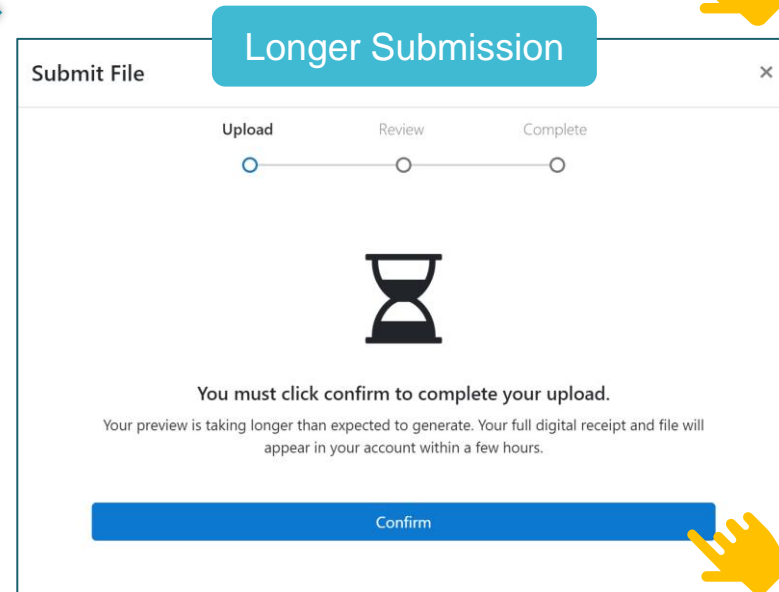 Longer Submission
Submit File
Upload Review Complete
You must click confirm to complete your upload.
Your preview is taking longer than expected to generate. Your full digital receipt and file will
appear in your account within a few hours.
Confirm